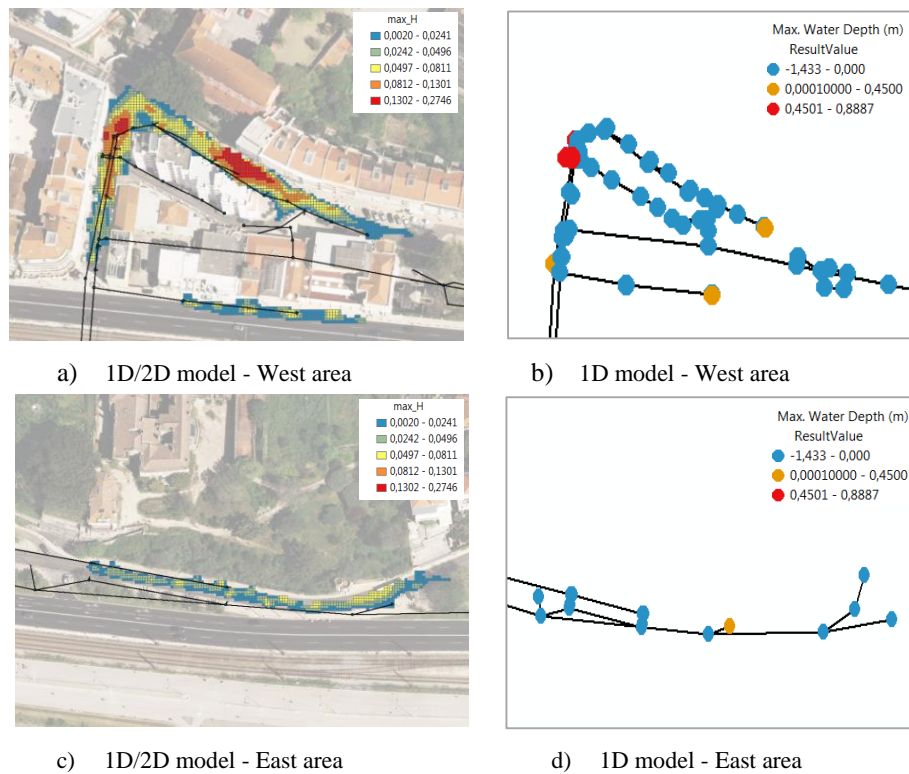 max_H
0,0020 - 0,0241
0,0242 - 0,0496
0,0497 - 0,0811
0,0812 - 0,1301
0,1302 - 0,2746
Max. Water Depth (m)
ResultValue
-1,433 - 0,000
0,00010000 - 0,4500
0,4501 - 0,8887
a) 1D/2D model - West area
b) 1D model - West area
max_H
0,0020 - 0,0241
0,0242 - 0,0496
0,0497 - 0,0811
0,0812 - 0,1301
0,1302 - 0,2746
Max. Water Depth (m)
ResultValue
-1,433 - 0,000
0,00010000 - 0,4500
0,4501 - 0,8887
c) 1D/2D model - East area
d) 1D model - East area